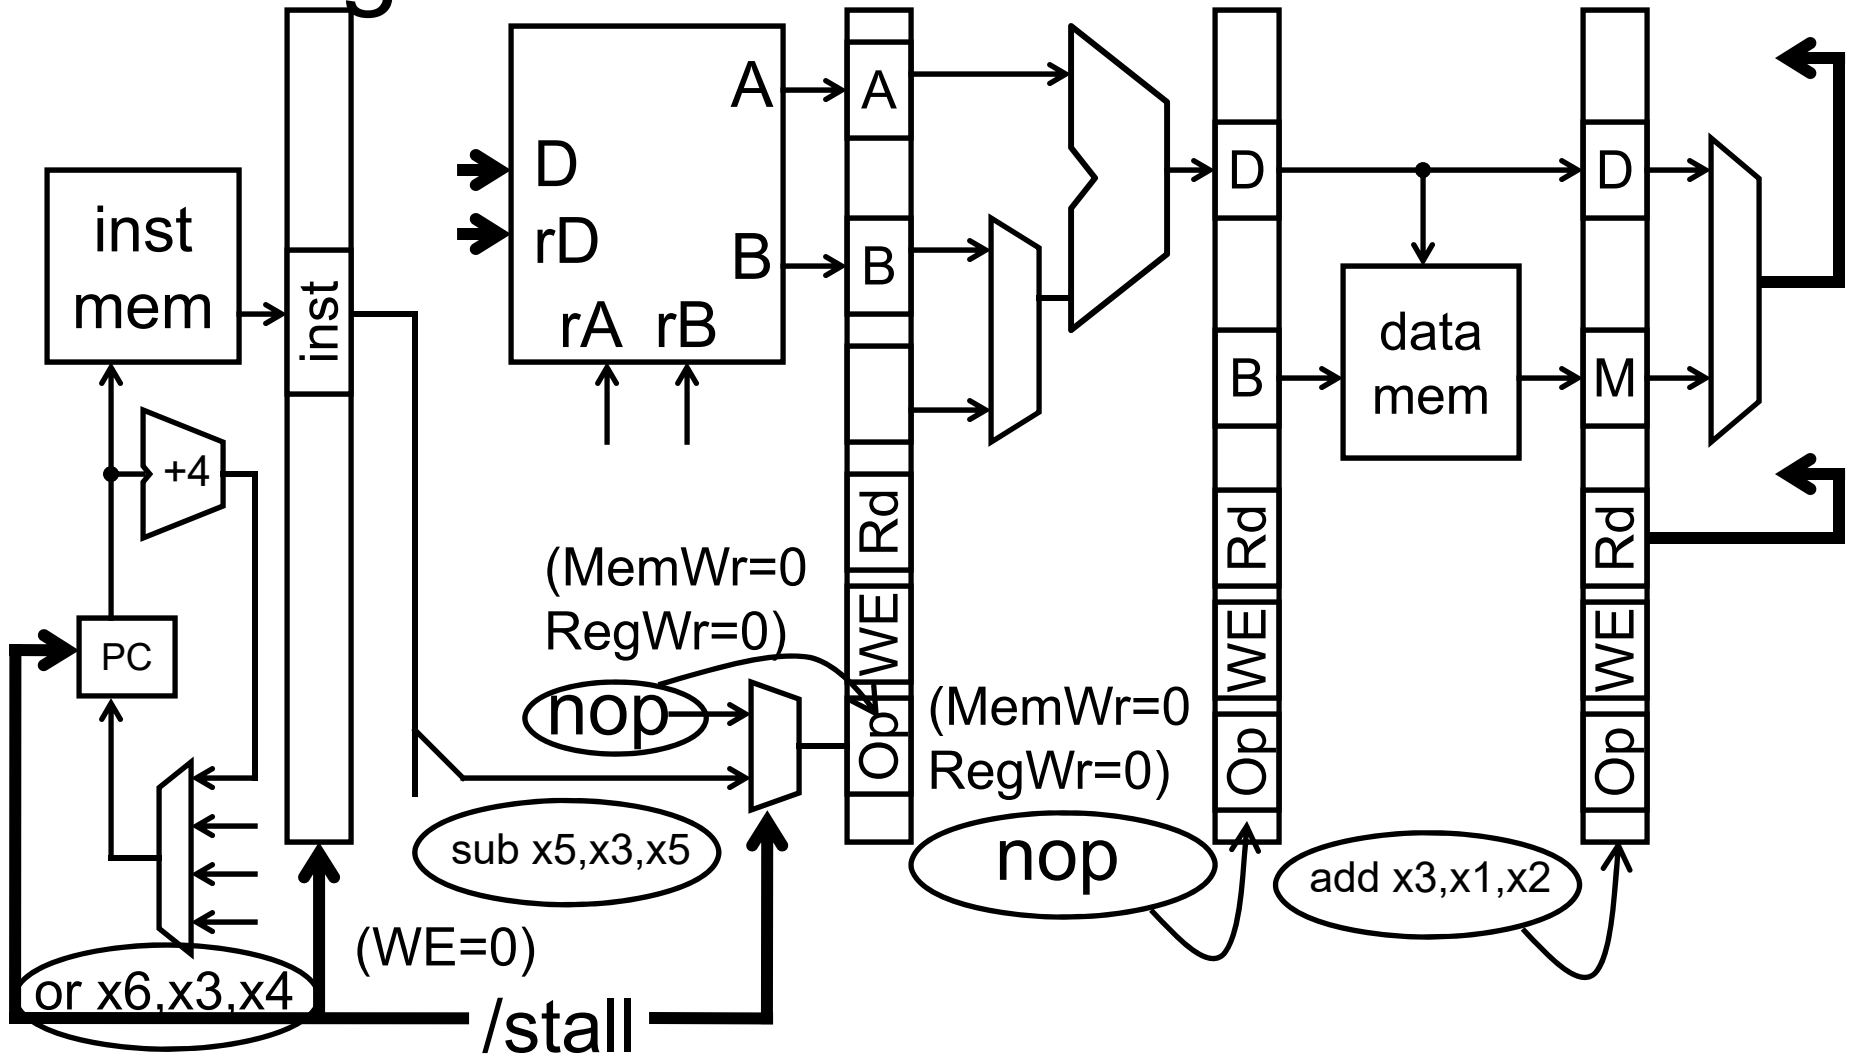 g
inst
mem
inst
+4
PC
A
D
rD
B
rA rB
A
B
Rd
WE
Op
(MemWr=0
RegWr=0)
nop
sub x5,x3,x5
D
B
Rd
WE
Op
(MemWr=0
RegWr=0)
nop
data
mem
add x3,x1,x2
D
M
Rd
WE
Op
(WE=0)
or x6,x3,x4
/stall